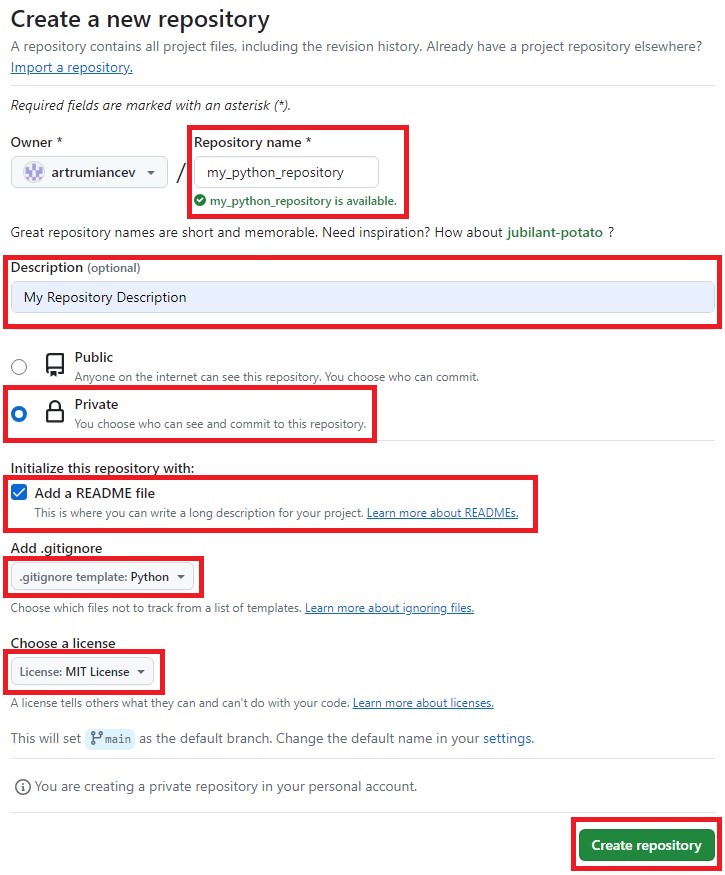 Create a new repository
A repository contains all project files, including the revision history. Already have a project repository elsewhere?
Import a repository.
Required fields are marked with an asterisk (*).
Owner *
Repository name *
artrumiancev / my_python_repository
my_python_repository is available.
Great repository names are short and memorable. Need inspiration? How about jubilant-potato ?
Description (optional)
My Repository Description
Public
Anyone on the internet can see this repository. You choose who can commit.
Private
You choose who can see and commit to this repository.
Initialize this repository with:
Add a README file
This is where you can write a long description for your project. Learn more about READMEs.
Add .gitignore
.gitignore template: Python
Choose which files not to track from a list of templates. Learn more about ignoring files.
Choose a license
License: MIT License
A license tells others what they can and can't do with your code. Learn more about licenses.
This will set main as the default branch. Change the default name in your settings.
You are creating a private repository in your personal account.
Create repository